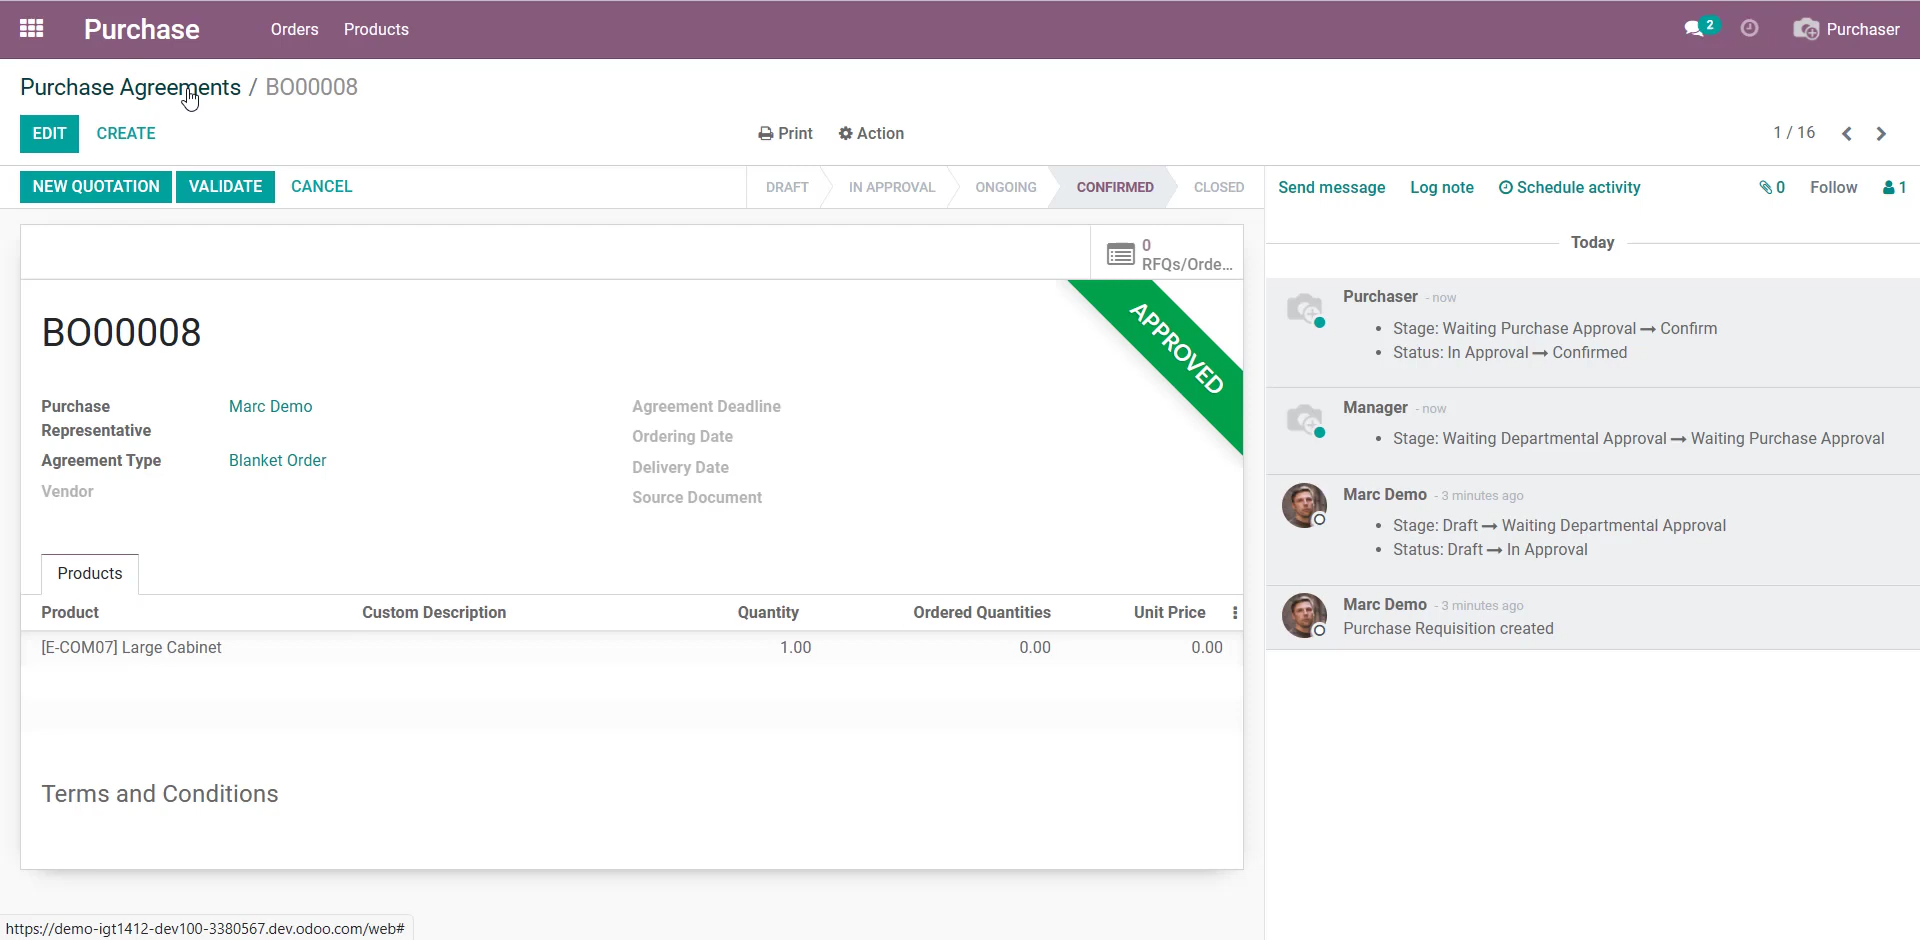 Purchase Orders Products 2 Purchaser
Purchase Agreements / BO00008
EDIT CREATE Print Action 1 / 16
NEW QUOTATION VALIDATE CANCEL DRAFT IN APPROVAL ONGOING CONFIRMED CLOSED Send message Log note Schedule activity 0 Follow 1
Today
0
RFQs/Orde...
APPROVED
BO00008
Purchase Representative Marc Demo
Agreement Type Blanket Order
Vendor
Agreement Deadline
Ordering Date
Delivery Date
Source Document
Products
Product Custom Description Quantity Ordered Quantities Unit Price
[E-COM07] Large Cabinet 1.00 0.00 0.00
Terms and Conditions
Purchaser - now
• Stage: Waiting Purchase Approval → Confirm
• Status: In Approval → Confirmed
Manager - now
• Stage: Waiting Departmental Approval → Waiting Purchase Approval
Marc Demo - 3 minutes ago
• Stage: Draft → Waiting Departmental Approval
• Status: Draft → In Approval
Marc Demo - 3 minutes ago
Purchase Requisition created
https://demo-igt1412-dev100-3380567.dev.odoo.com/web#